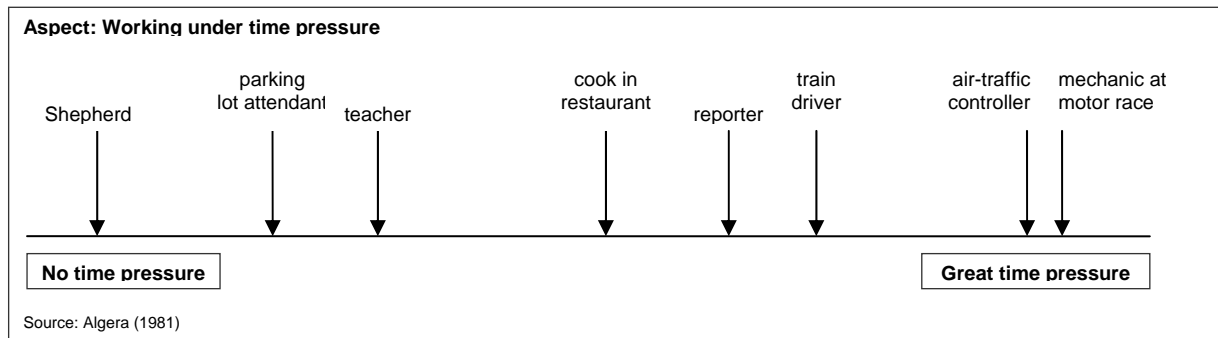 Aspect: Working under time pressure
Shepherd
parking
lot attendant
teacher
cook in
restaurant
reporter
train
driver
air-traffic
controller
mechanic at
motor race
No time pressure
Great time pressure
Source: Algera (1981)